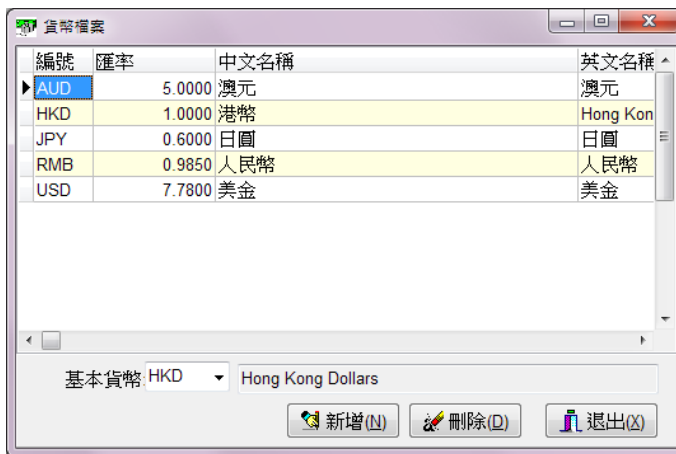 貨幣檔案
編號 匯率 中文名稱 英文名稱
AUD 5.0000 澳元 澳元
HKD 1.0000 港幣 Hong Kon
JPY 0.6000 日圓 日圓
RMB 0.9850 人民幣 人民幣
USD 7.7800 美金 美金
基本貨幣: HKD Hong Kong Dollars
新增(N) 刪除(D) 退出(X)